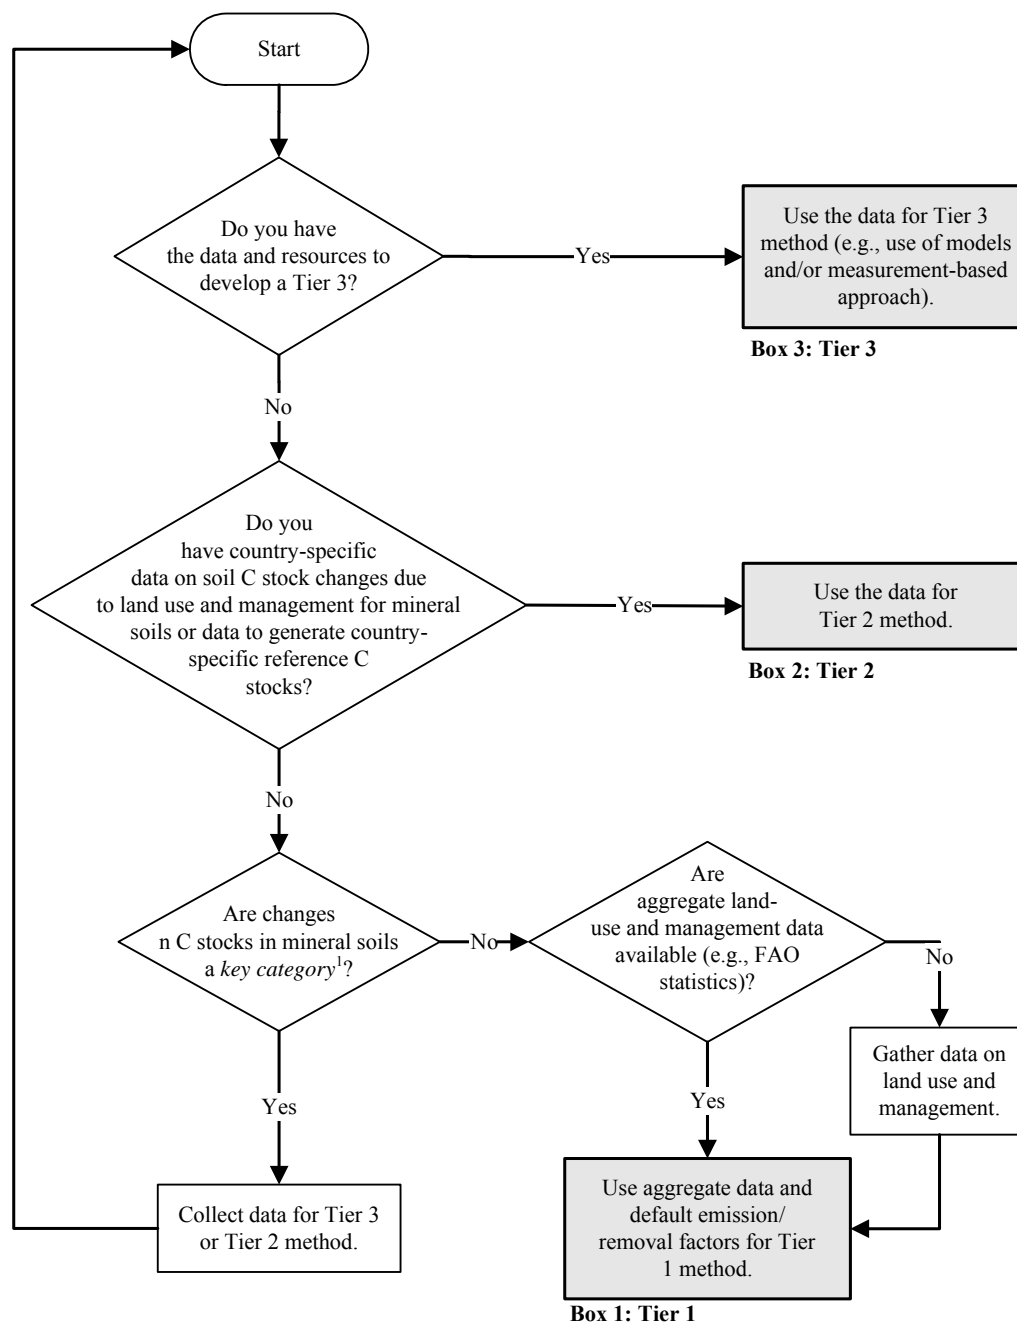 Start
Do you have
the data and resources to
develop a Tier 3?
Yes
Use the data for Tier 3
method (e.g., use of models
and/or measurement-based
approach).
Box 3: Tier 3
No
Do you
have country-specific
data on soil C stock changes due
to land use and management for mineral
soils or data to generate country-
specific reference C
stocks?
Yes
Use the data for
Tier 2 method.
Box 2: Tier 2
No
Are changes
n C stocks in mineral soils
a key category¹?
No
Are
aggregate land-
use and management data
available (e.g., FAO
statistics)?
No
Gather data on
land use and
management.
Yes
Yes
Collect data for Tier 3
or Tier 2 method.
Use aggregate data and
default emission/
removal factors for Tier
1 method.
Box 1: Tier 1